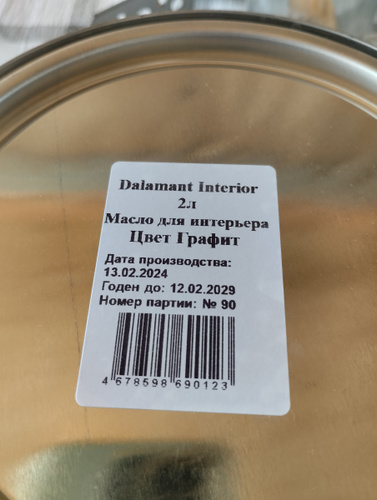 Dalamant Interior
2л
Масло для интерьера
Цвет Графит
Дата производства:
13.02.2024
Годен до: 12.02.2029
Номер партии: № 90
4 678598 690123